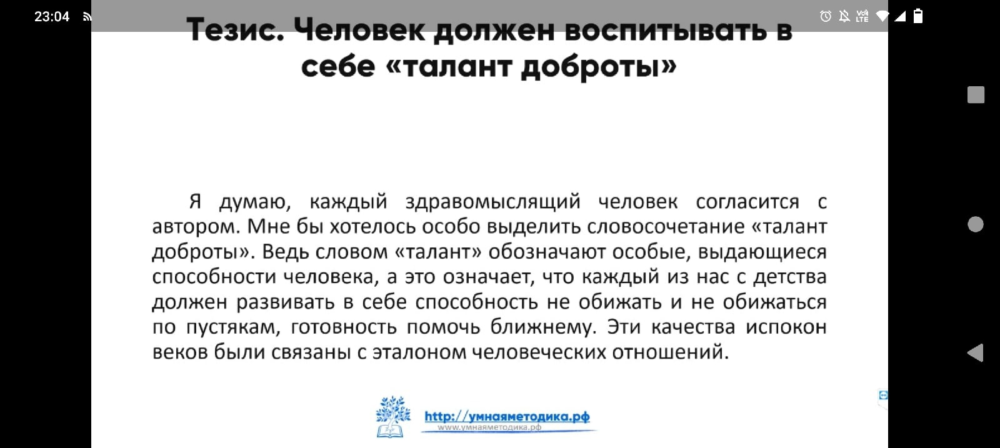 23:04
Vo)) LTE
Тезис. Человек должен воспитывать в
себе «талант доброты»
Я думаю, каждый здравомыслящий человек согласится с
автором. Мне бы хотелось особо выделить словосочетание «талант
доброты». Ведь словом «талант» обозначают особые, выдающиеся
способности человека, а это означает, что каждый из нас с детства
должен развивать в себе способность не обижать и не обижаться
по пустякам, готовность помочь ближнему. Эти качества испокон
веков были связаны с эталоном человеческих отношений.
http://умнаяметодика.рф
www.умнаяметодика.рф